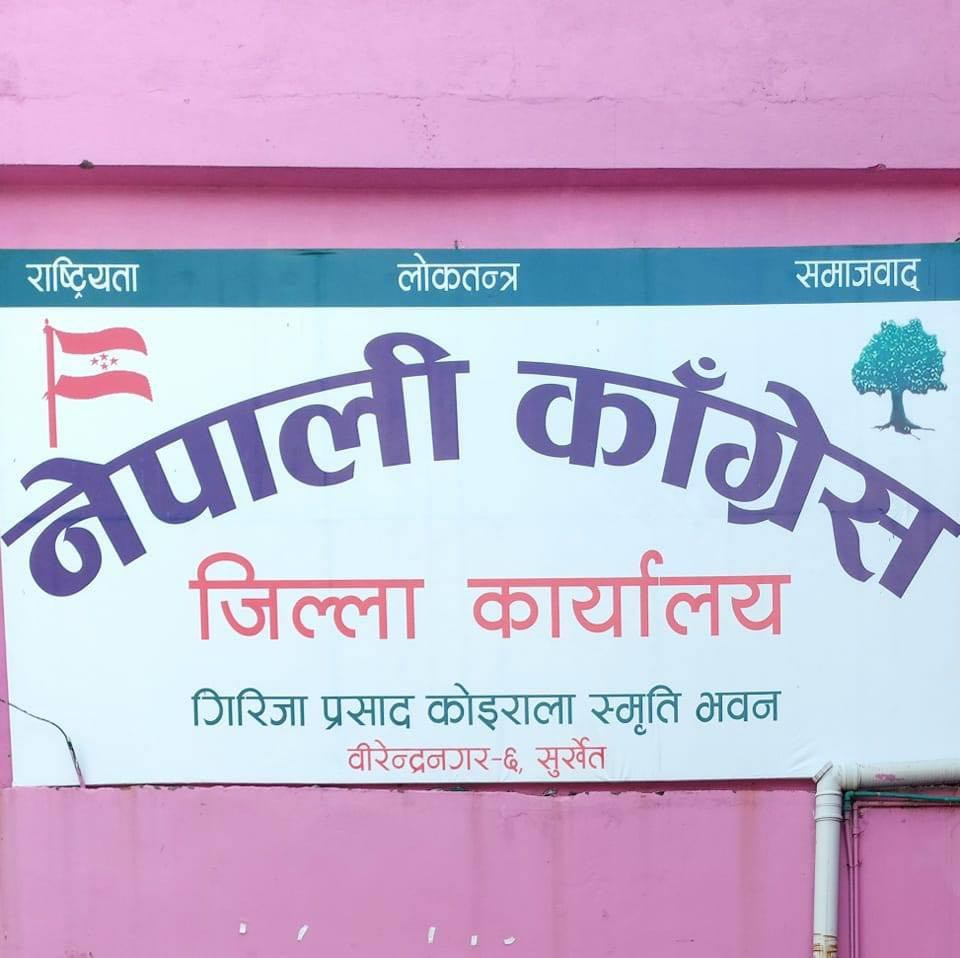 राष्ट्रियता लोकतन्त्र समाजवाद
नेपाली काँग्रेस
जिल्ला कार्यालय
गिरिजा प्रसाद कोइराला स्मृति भवन
वीरेन्द्रनगर-६, सुर्खेत